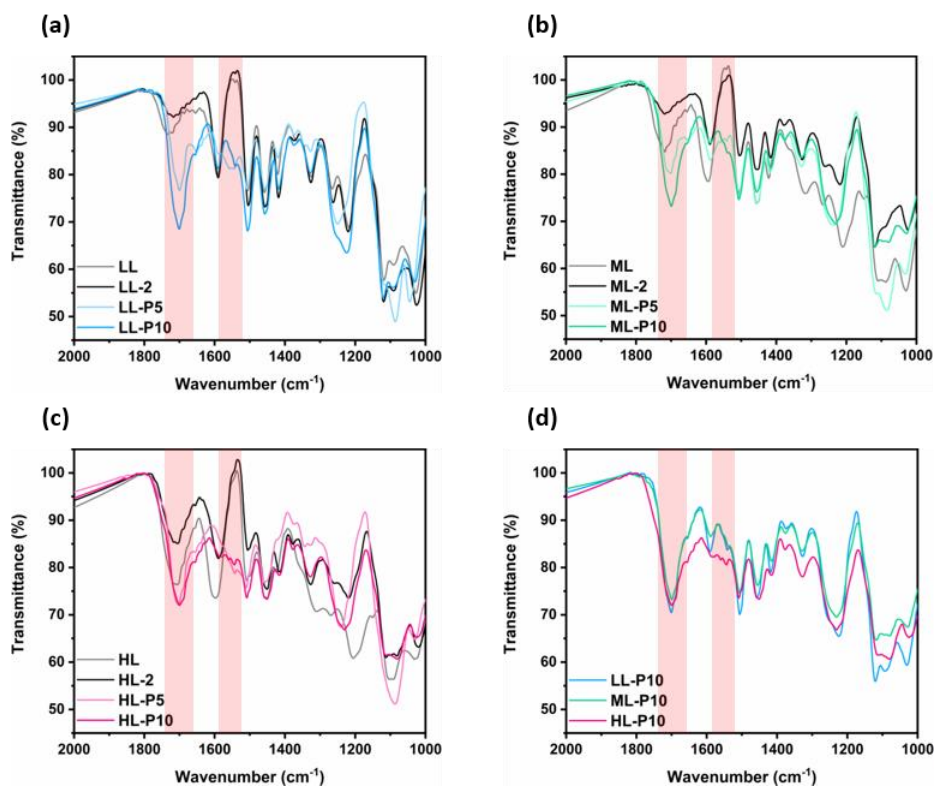 (a)
100
90
80
70
60
50
Transmittance (%)
LL
LL-2
LL-P5
LL-P10
2000 1800 1600 1400 1200 1000
Wavenumber (cm⁻¹)
(b)
100
90
80
70
60
50
Transmittance (%)
ML
ML-2
ML-P5
ML-P10
2000 1800 1600 1400 1200 1000
Wavenumber (cm⁻¹)
(c)
100
90
80
70
60
50
Transmittance (%)
HL
HL-2
HL-P5
HL-P10
2000 1800 1600 1400 1200 1000
Wavenumber (cm⁻¹)
(d)
100
90
80
70
60
50
Transmittance (%)
LL-P10
ML-P10
HL-P10
2000 1800 1600 1400 1200 1000
Wavenumber (cm⁻¹)